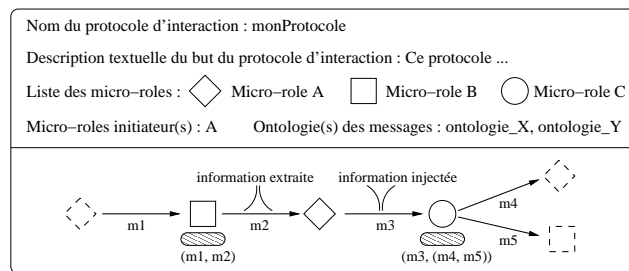 Nom du protocole d'interaction : monProtocole
Description textuelle du but du protocole d'interaction : Ce protocole ...
Liste des micro−roles : Micro−role A Micro−role B Micro−role C
Micro−roles initiateur(s) : A Ontologie(s) des messages : ontologie_X, ontologie_Y
information extraite information injectée
m1 m2 m3 m4
m5
(m1, m2) (m3, (m4, m5))